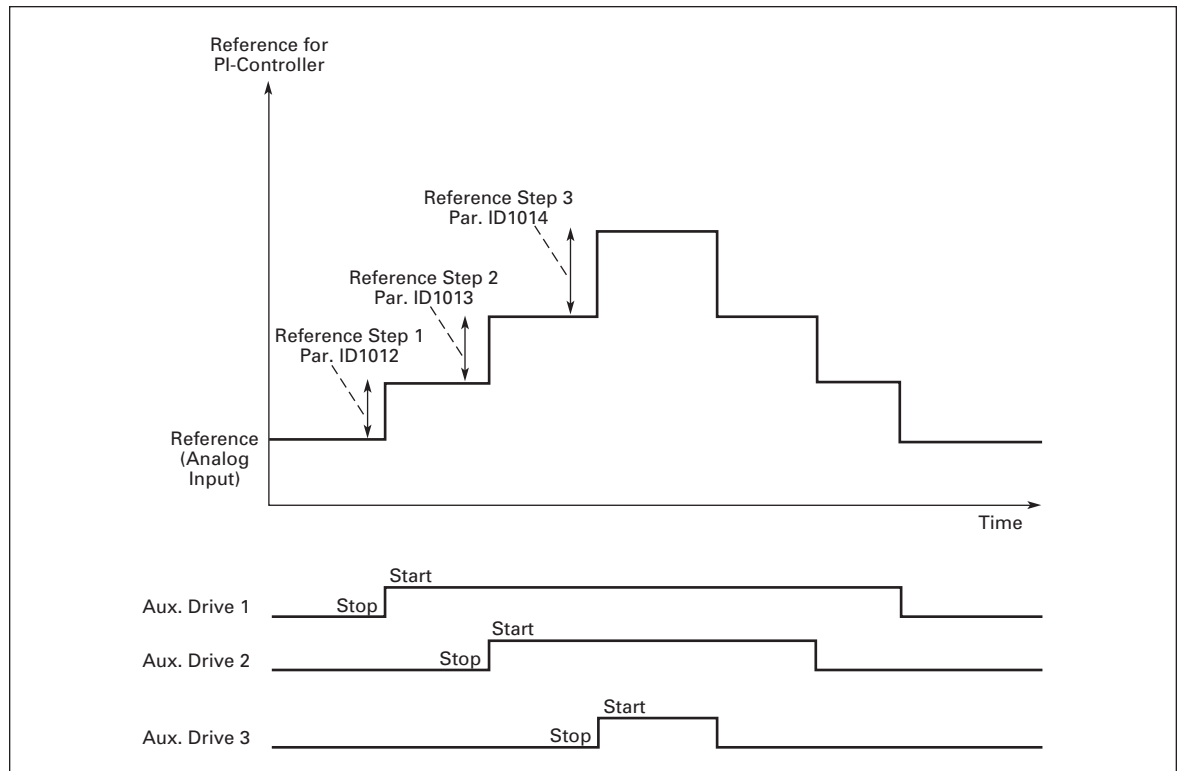 Reference for
PI-Controller
Reference Step 3
Par. ID1014
Reference Step 2
Par. ID1013
Reference Step 1
Par. ID1012
Reference
(Analog
Input)
Time
Start
Aux. Drive 1
Stop
Start
Aux. Drive 2
Stop
Start
Aux. Drive 3
Stop